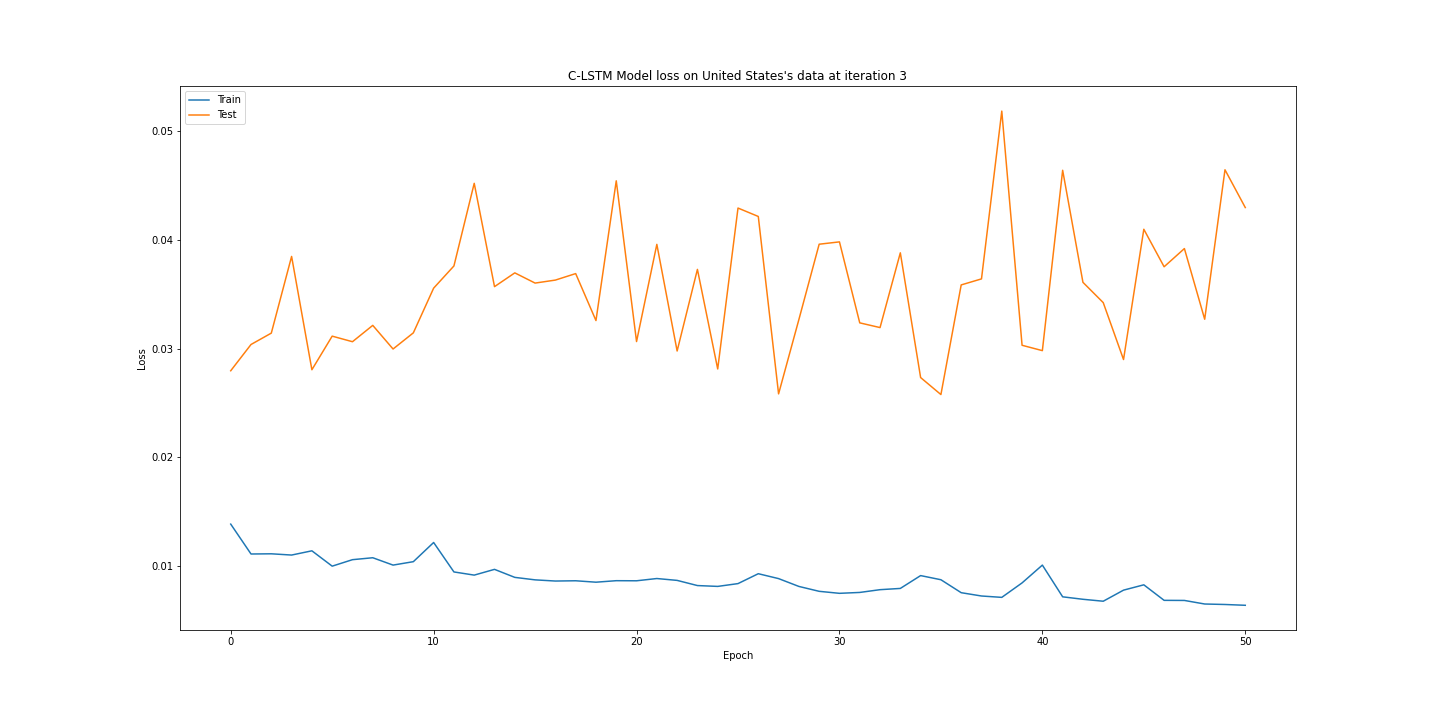 C-LSTM Model loss on United States's data at iteration 3
Train
Test
0.05
0.04
0.03
0.02
0.01
Loss
0 10 20 30 40 50
Epoch